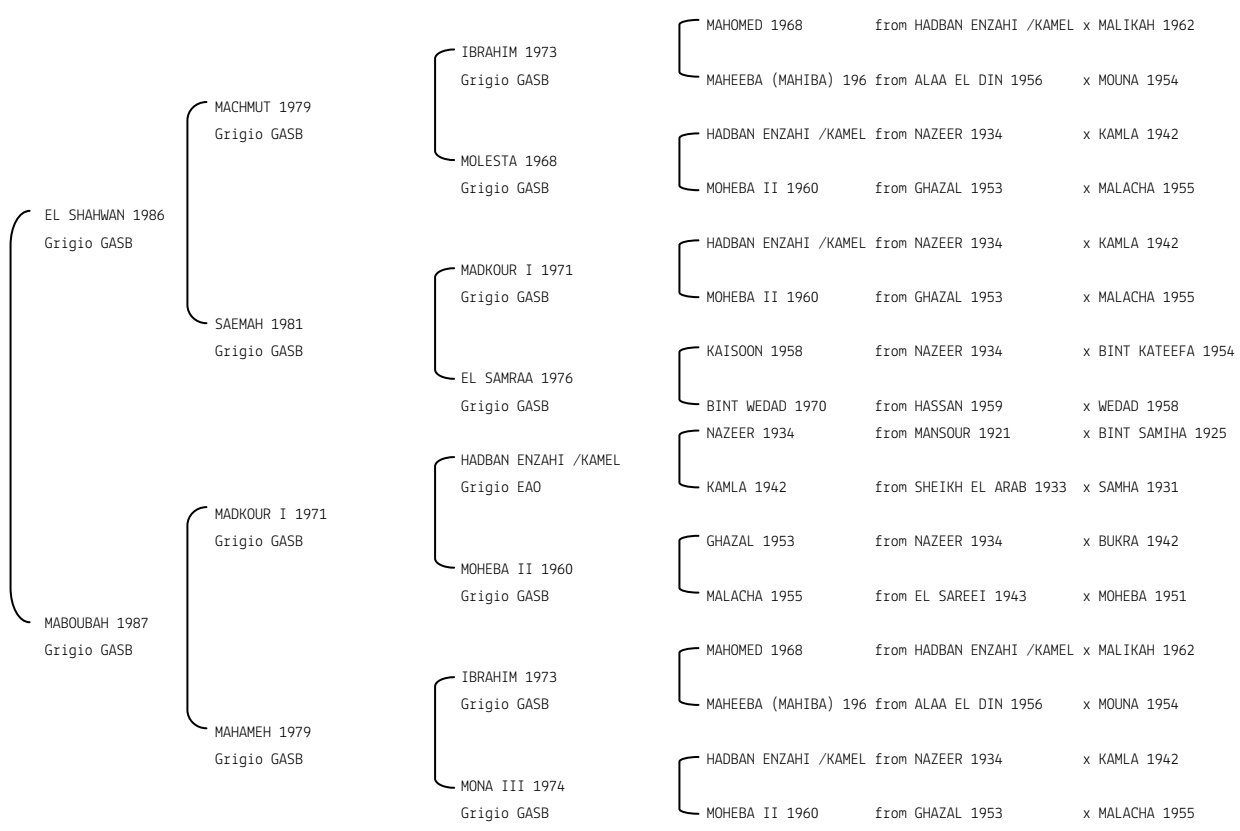 MAHOMED 1968 from HADBAN ENZAHI /KAMEL x MALIKAH 1962
IBRAHIM 1973
Grigio GASB MAHEEBA (MAHIBA) 196 from ALAA EL DIN 1956 x MOUNA 1954
MACHMUT 1979
Grigio GASB HADBAN ENZAHI /KAMEL from NAZEER 1934 x KAMLA 1942
MOLESTA 1968
Grigio GASB MOHEBA II 1960 from GHAZAL 1953 x MALACHA 1955
EL SHAHWAN 1986
Grigio GASB HADBAN ENZAHI /KAMEL from NAZEER 1934 x KAMLA 1942
MADKOUR I 1971
Grigio GASB MOHEBA II 1960 from GHAZAL 1953 x MALACHA 1955
SAEMAH 1981
Grigio GASB KAISOON 1958 from NAZEER 1934 x BINT KATEEFA 1954
EL SAMRAA 1976
Grigio GASB BINT WEDAD 1970 from HASSAN 1959 x WEDAD 1958
NAZEER 1934 from MANSOUR 1921 x BINT SAMIHA 1925
HADBAN ENZAHI /KAMEL
Grigio EAO KAMLA 1942 from SHEIKH EL ARAB 1933 x SAMHA 1931
MADKOUR I 1971
Grigio GASB GHAZAL 1953 from NAZEER 1934 x BUKRA 1942
MOHEBA II 1960
Grigio GASB MALACHA 1955 from EL SAREEI 1943 x MOHEBA 1951
MABOUBAH 1987
Grigio GASB MAHOMED 1968 from HADBAN ENZAHI /KAMEL x MALIKAH 1962
IBRAHIM 1973
Grigio GASB MAHEEBA (MAHIBA) 196 from ALAA EL DIN 1956 x MOUNA 1954
MAHAMEH 1979
Grigio GASB HADBAN ENZAHI /KAMEL from NAZEER 1934 x KAMLA 1942
MONA III 1974
Grigio GASB MOHEBA II 1960 from GHAZAL 1953 x MALACHA 1955